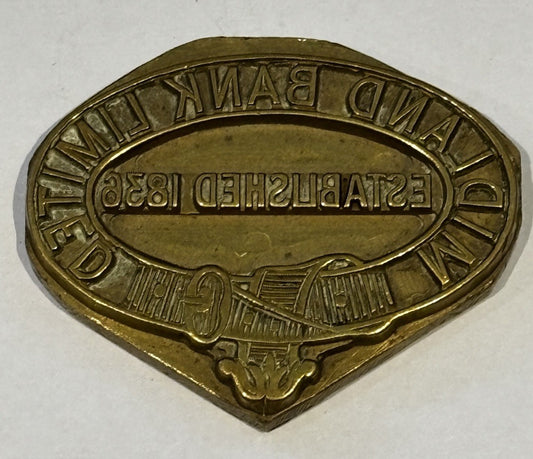 MIDLAND BANK LIMITED
ESTABLISHED 1836